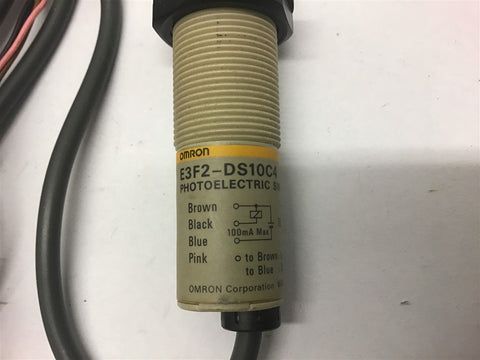 OMRON
E3F2-DS10C4
PHOTOELECTRIC
Brown
Black
100mA Max
Blue
Pink
to Brown
to Blue
OMRON Corporation